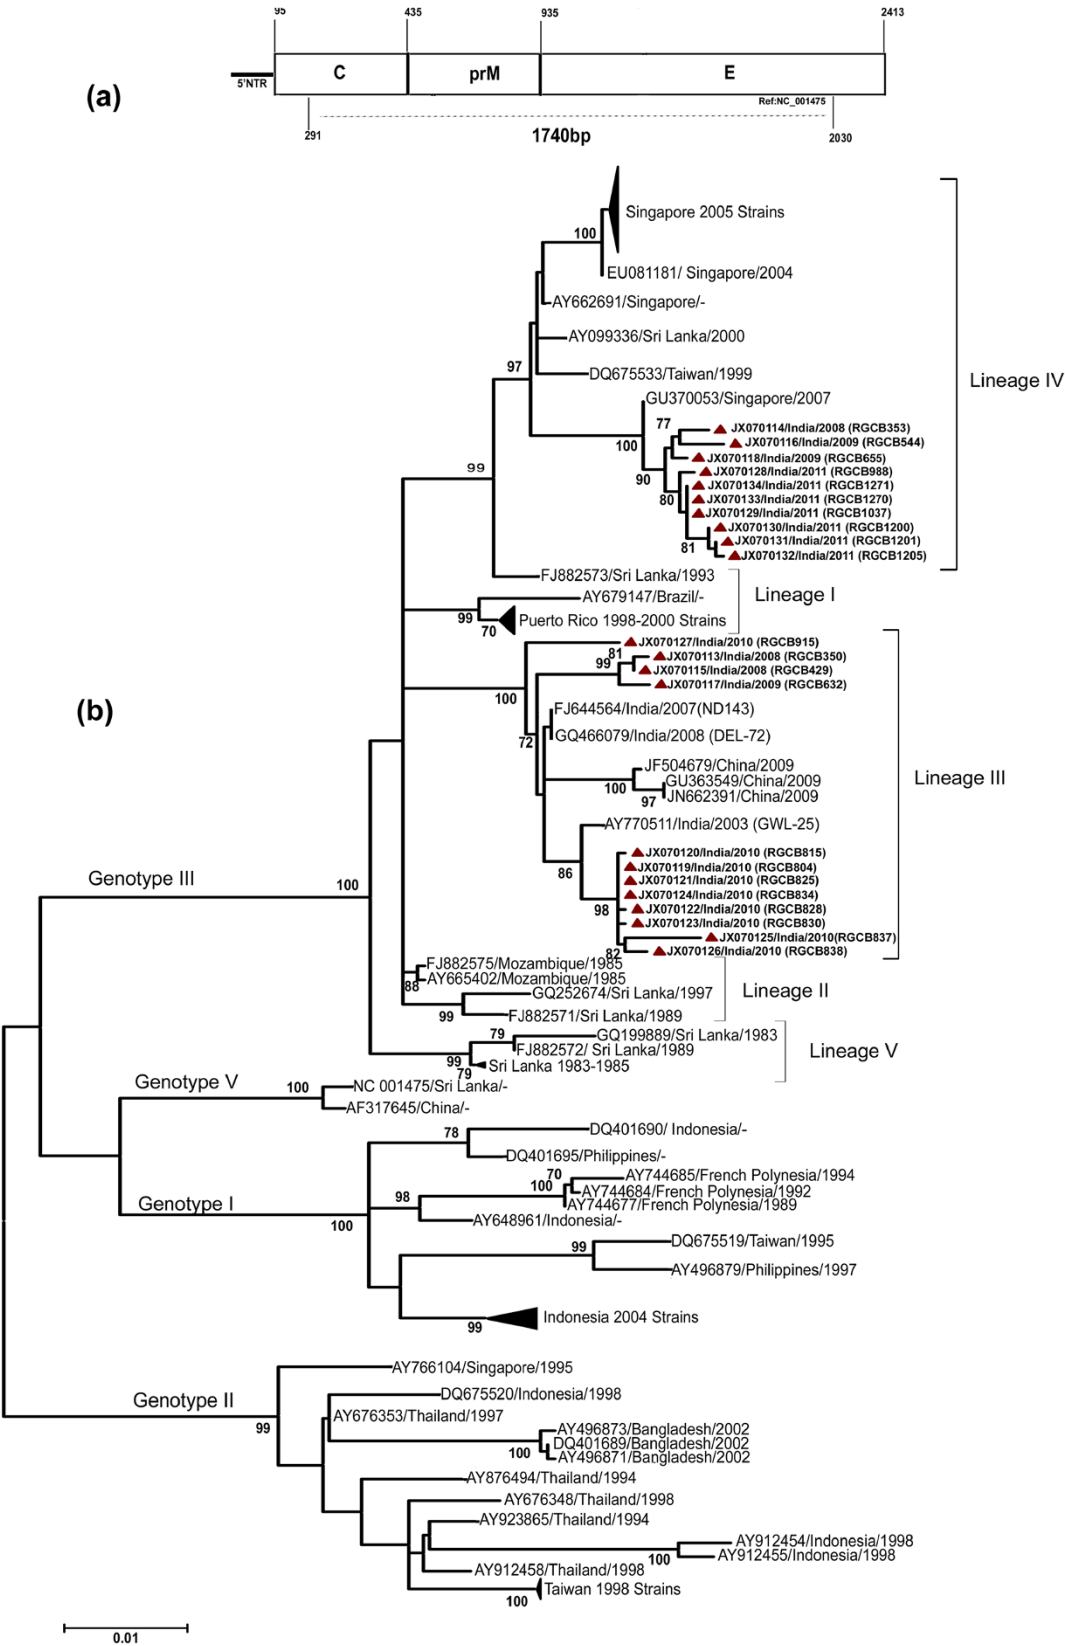 95 435 935 2413
C prM E
5'NTR
(a)
Ref:NC_001475
291 1740bp 2030
Singapore 2005 Strains
100
EU081181/ Singapore/2004
AY662691/Singapore/-
AY099336/Sri Lanka/2000
97
DQ675533/Taiwan/1999
Lineage IV
GU370053/Singapore/2007
77
JX070114/India/2008 (RGCB353)
100
JX070116/India/2009 (RGCB544)
99
JX070118/India/2009 (RGCB655)
90
JX070128/India/2011 (RGCB988)
JX070134/India/2011 (RGCB1271)
80
JX070133/India/2011 (RGCB1270)
JX070129/India/2011 (RGCB1037)
JX070130/India/2011 (RGCB1200)
81
JX070131/India/2011 (RGCB1201)
JX070132/India/2011 (RGCB1205)
FJ882573/Sri Lanka/1993
AY679147/Brazil/-
Lineage I
99
Puerto Rico 1998-2000 Strains
70
JX070127/India/2010 (RGCB915)
81
JX070113/India/2008 (RGCB350)
99
JX070115/India/2008 (RGCB429)
JX070117/India/2009 (RGCB632)
100
(b)
FJ644564/India/2007(ND143)
GQ466079/India/2008 (DEL-72)
72
JF504679/China/2009
GU363549/China/2009
Lineage III
100
JN662391/China/2009
97
AY770511/India/2003 (GWL-25)
JX070120/India/2010 (RGCB815)
86
JX070119/India/2010 (RGCB804)
Genotype III
100
JX070121/India/2010 (RGCB825)
JX070124/India/2010 (RGCB834)
98
JX070122/India/2010 (RGCB828)
JX070123/India/2010 (RGCB830)
JX070125/India/2010(RGCB837)
82
JX070126/India/2010 (RGCB838)
FJ882575/Mozambique/1985
AY665402/Mozambique/1985
88
GQ252674/Sri Lanka/1997
Lineage II
99
FJ882571/Sri Lanka/1989
79
GQ199889/Sri Lanka/1983
FJ882572/ Sri Lanka/1989
Lineage V
99
Sri Lanka 1983-1985
79
Genotype V
100
NC 001475/Sri Lanka/-
AF317645/China/-
DQ401690/ Indonesia/-
78
DQ401695/Philippines/-
70
AY744685/French Polynesia/1994
100
AY744684/French Polynesia/1992
98
AY744677/French Polynesia/1989
Genotype I
AY648961/Indonesia/-
100
DQ675519/Taiwan/1995
99
AY496879/Philippines/1997
Indonesia 2004 Strains
99
AY766104/Singapore/1995
DQ675520/Indonesia/1998
Genotype II
AY676353/Thailand/1997
99
AY496873/Bangladesh/2002
DQ401689/Bangladesh/2002
100
AY496871/Bangladesh/2002
AY876494/Thailand/1994
AY676348/Thailand/1998
AY923865/Thailand/1994
AY912454/Indonesia/1998
100
AY912455/Indonesia/1998
AY912458/Thailand/1998
Taiwan 1998 Strains
100
0.01